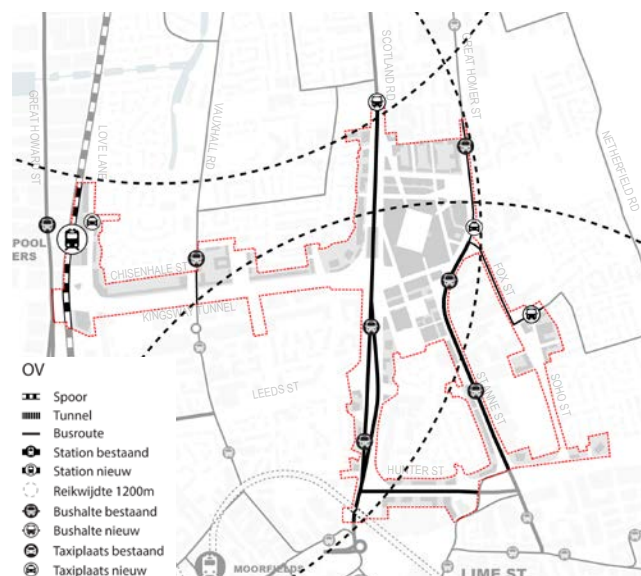 SCOTLAND RD
GREAT HOMER ST
GREAT HOWARD ST
LOVE LANE
VAUXHALL RD
NETHERFIELD RD
POOL
ERS
CHISENHALE ST
FOX ST
KINGSWAY TUNNEL
LEEDS ST
ST ANNE ST
SOHO ST
HUNTER ST
MOORFIELDS
LIME ST
OV
Spoor
Tunnel
Busroute
Station bestaand
Station nieuw
Reikwijdte 1200m
Bushalte bestaand
Bushalte nieuw
Taxiplaats bestaand
Taxiplaats nieuw